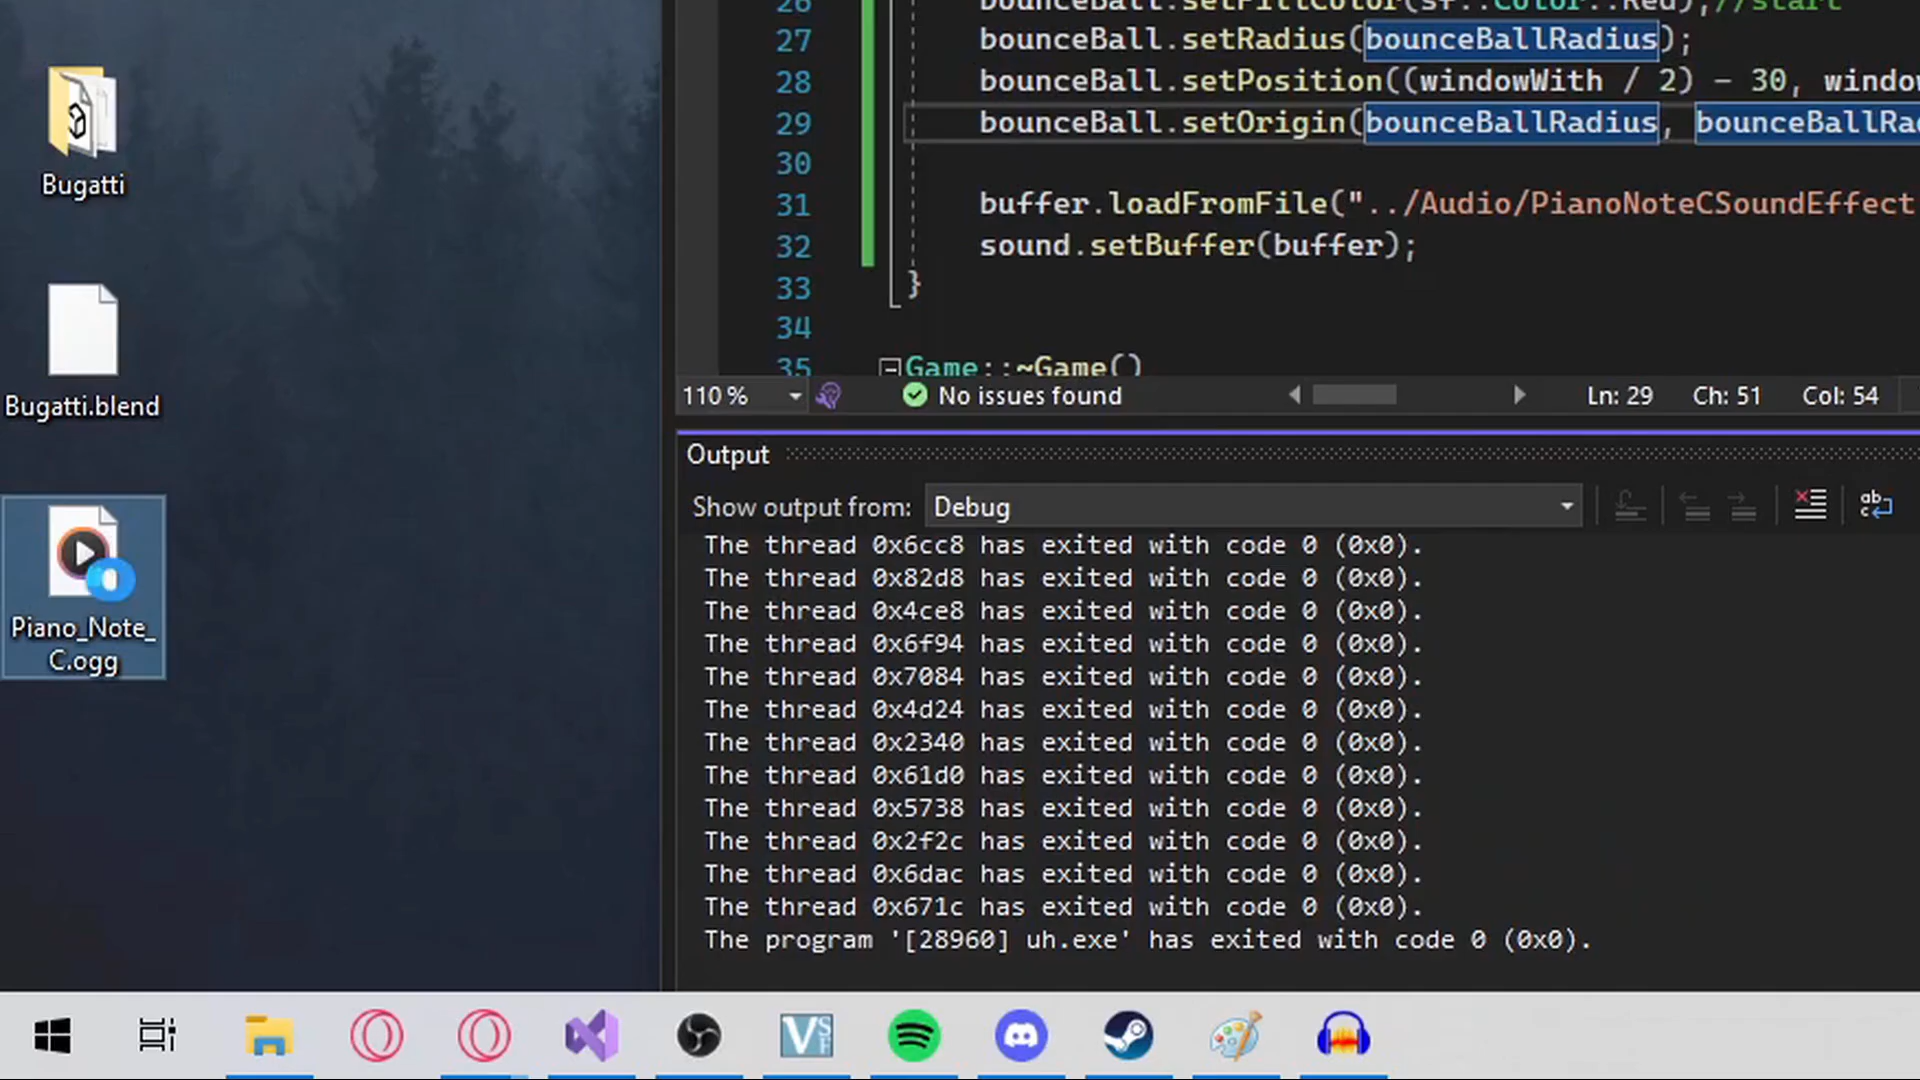 Bugatti
Bugatti.blend
Piano_Note_
C.ogg
26 bounceBall.setFillColor(sf::Color::Red);//start
27 bounceBall.setRadius(bounceBallRadius);
28 bounceBall.setPosition((windowWith / 2) - 30, window
29 bounceBall.setOrigin(bounceBallRadius, bounceBallRa
30
31 buffer.loadFromFile("../Audio/PianoNoteCSoundEffect
32 sound.setBuffer(buffer);
33 }
34
35 Game::~Game()
110 % No issues found Ln: 29 Ch: 51 Col: 54
Output
Show output from: Debug
The thread 0x6cc8 has exited with code 0 (0x0).
The thread 0x82d8 has exited with code 0 (0x0).
The thread 0x4ce8 has exited with code 0 (0x0).
The thread 0x6f94 has exited with code 0 (0x0).
The thread 0x7084 has exited with code 0 (0x0).
The thread 0x4d24 has exited with code 0 (0x0).
The thread 0x2340 has exited with code 0 (0x0).
The thread 0x61d0 has exited with code 0 (0x0).
The thread 0x5738 has exited with code 0 (0x0).
The thread 0x2f2c has exited with code 0 (0x0).
The thread 0x6dac has exited with code 0 (0x0).
The thread 0x671c has exited with code 0 (0x0).
The program '[28960] uh.exe' has exited with code 0 (0x0).